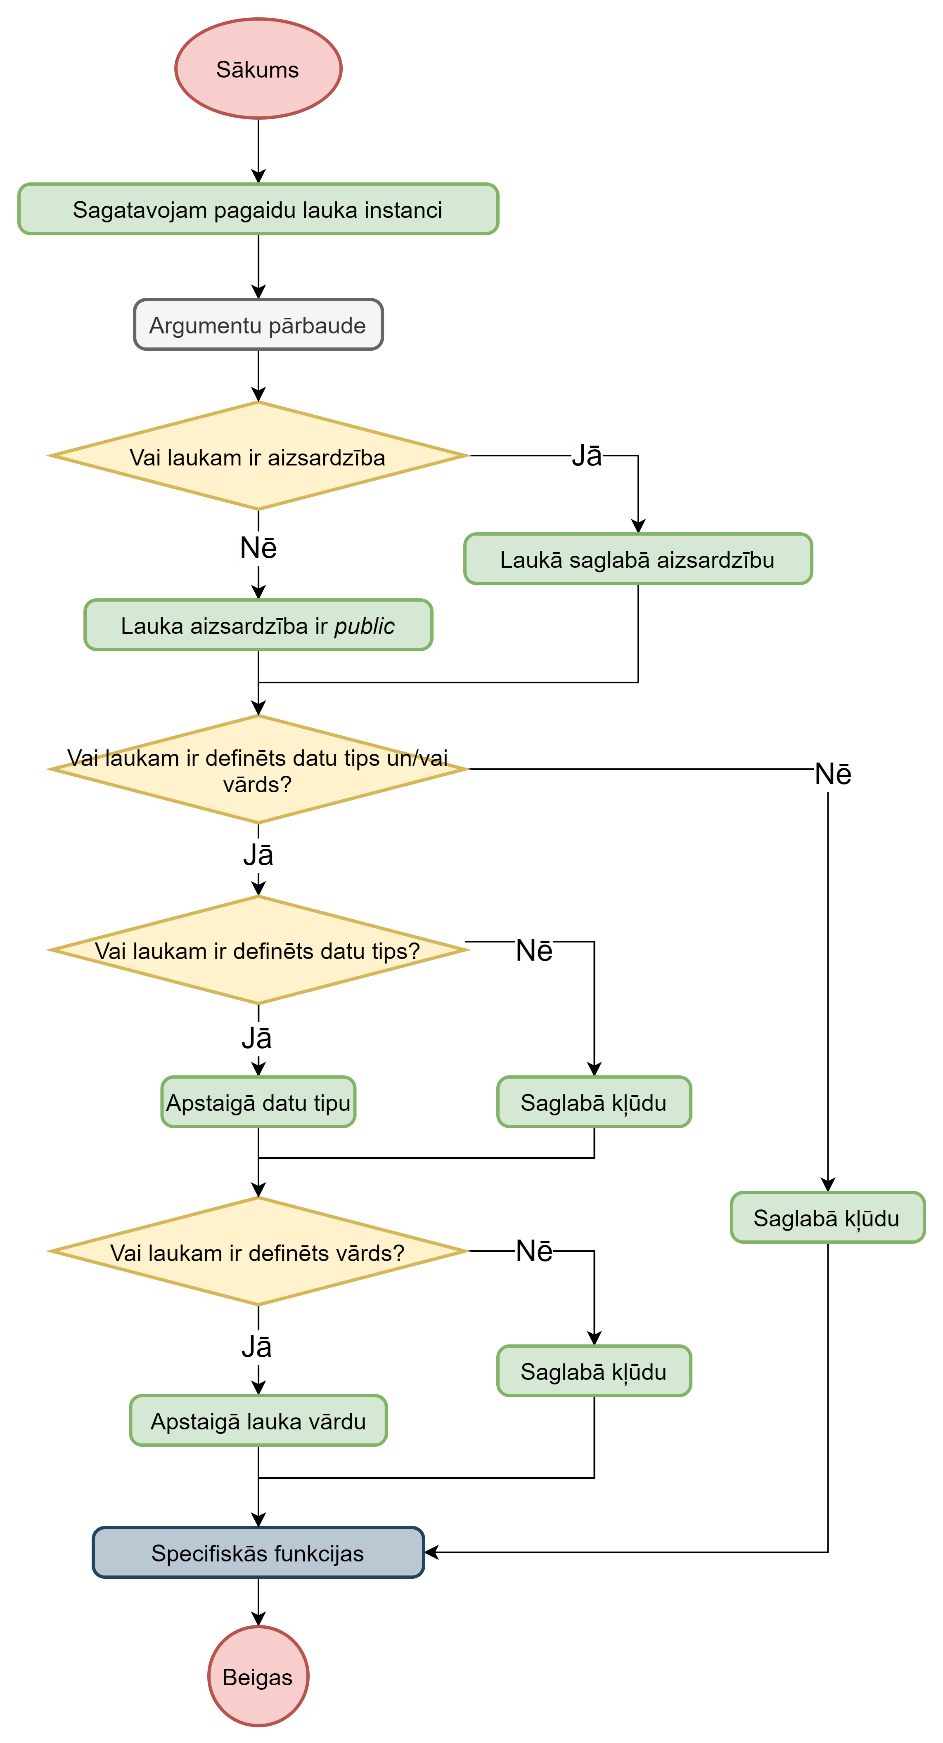 Sākums
Sagatavojam pagaidu lauka instanci
Argumentu pārbaude
Vai laukam ir aizsardzība
Jā
Nē
Laukā saglabā aizsardzību
Lauka aizsardzība ir public
Vai laukam ir definēts datu tips un/vai
vārds?
Nē
Jā
Vai laukam ir definēts datu tips?
Nē
Jā
Apstaigā datu tipu
Saglabā kļūdu
Saglabā kļūdu
Vai laukam ir definēts vārds?
Nē
Jā
Saglabā kļūdu
Apstaigā lauka vārdu
Specifiskās funkcijas
Beigas